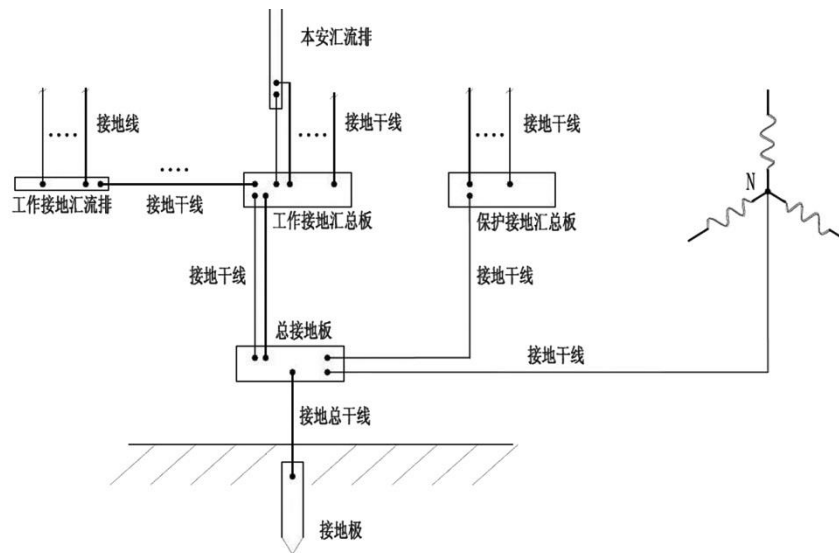 本安汇流排
接地线
接地干线
接地干线
....
....
....
....
工作接地汇流排
接地干线
工作接地汇总板
保护接地汇总板
N
接地干线
接地干线
总接地板
接地干线
接地总干线
接地极